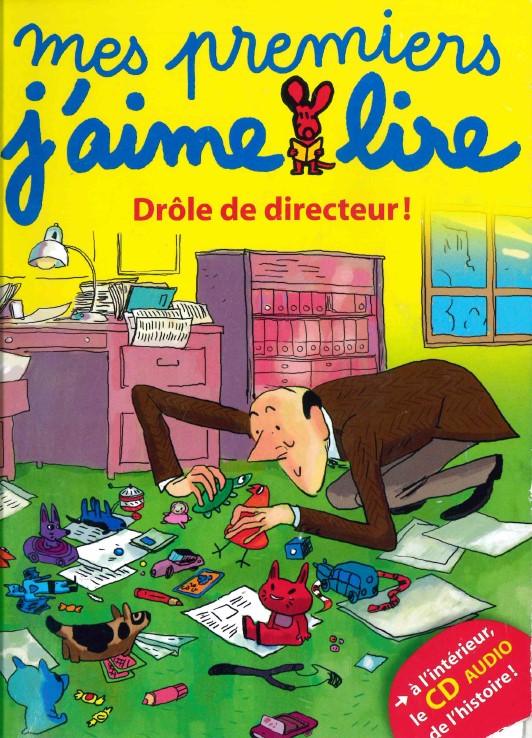 mes premiers
j'aime lire
Drôle de directeur !
→ à l'intérieur,
le CD AUDIO
de l'histoire !